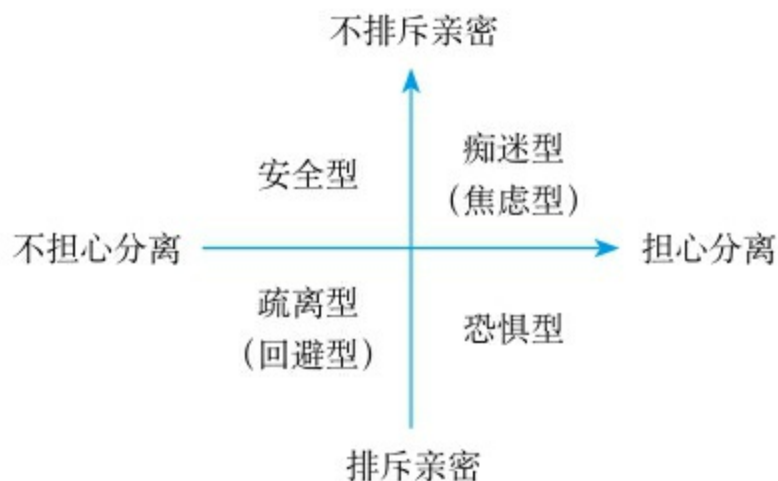 不排斥亲密
安全型
痴迷型
（焦虑型）
不担心分离
担心分离
疏离型
（回避型）
恐惧型
排斥亲密